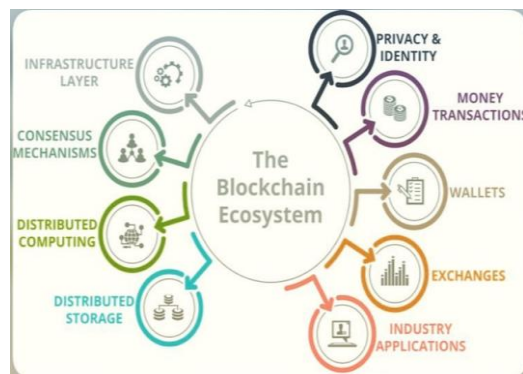 The
Blockchain
Ecosystem
PRIVACY &
IDENTITY
MONEY
TRANSACTIONS
WALLETS
EXCHANGES
INDUSTRY
APPLICATIONS
DISTRIBUTED
STORAGE
DISTRIBUTED
COMPUTING
CONSENSUS
MECHANISMS
INFRASTRUCTURE
LAYER